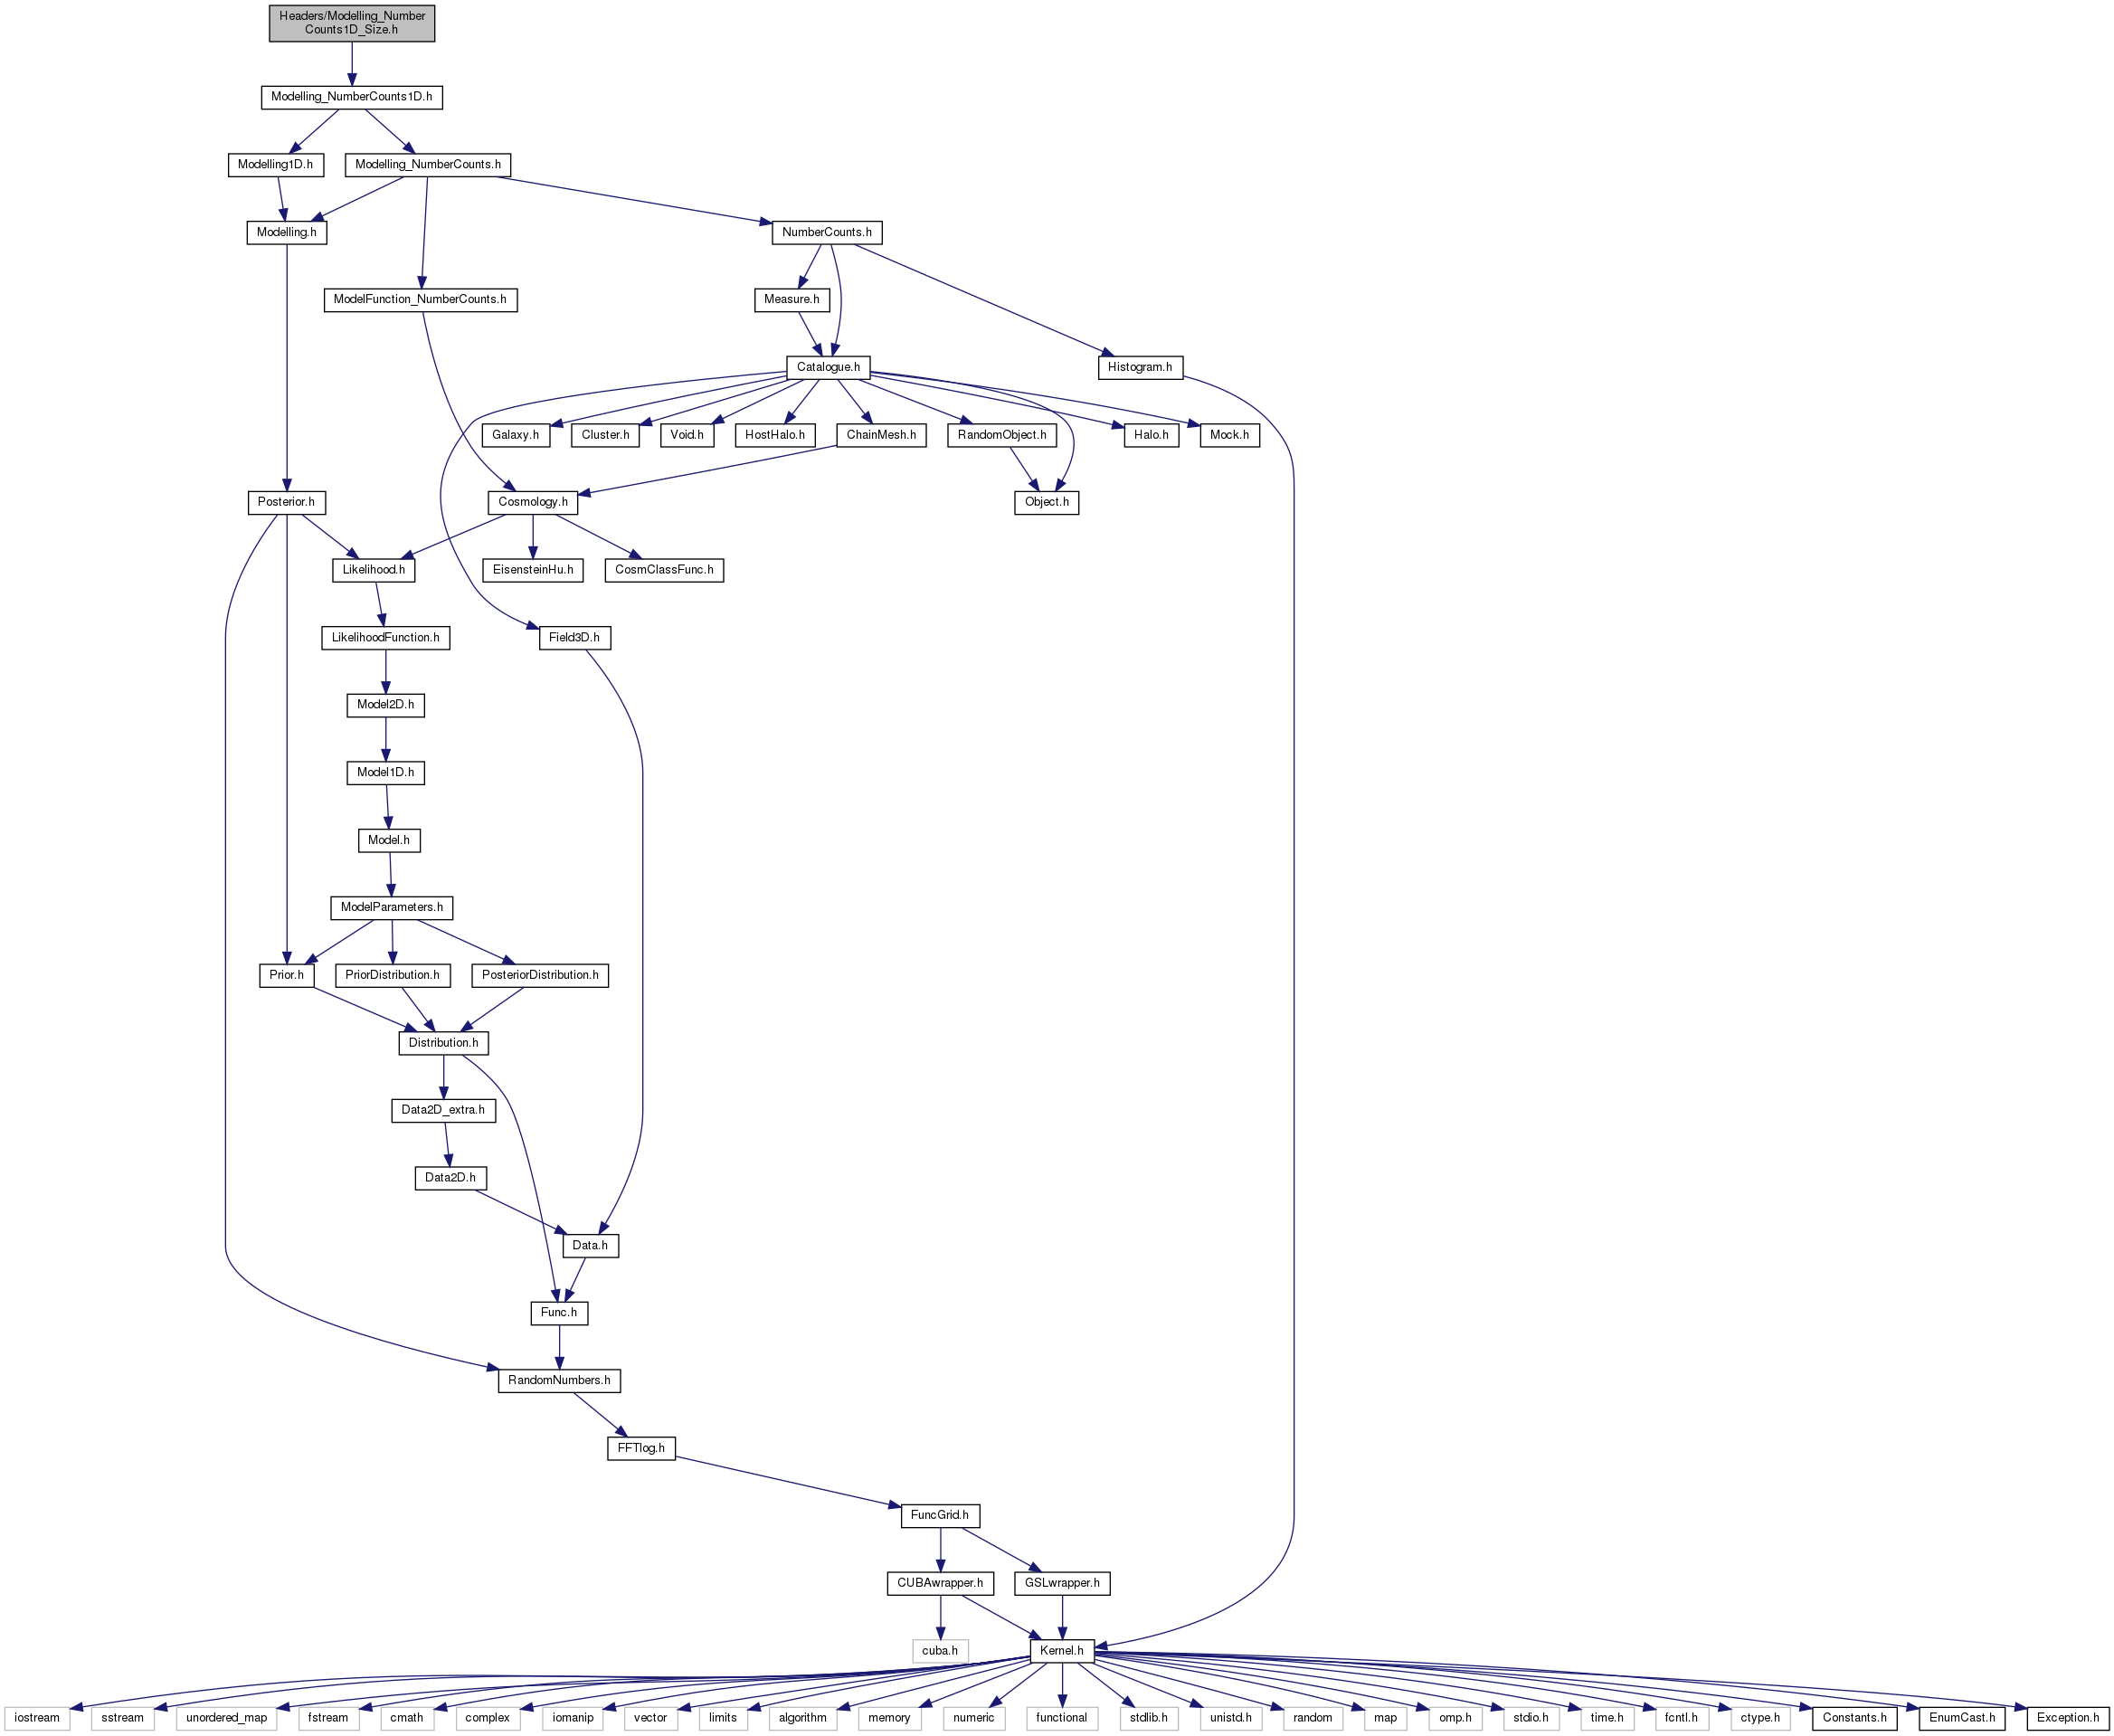 Headers/Modelling_Number
Counts1D_Size.h
Modelling_NumberCounts1D.h
Modelling1D.h
Modelling_NumberCounts.h
Modelling.h
NumberCounts.h
ModelFunction_NumberCounts.h
Measure.h
Catalogue.h
Histogram.h
Galaxy.h
Cluster.h
Void.h
HostHalo.h
ChainMesh.h
RandomObject.h
Halo.h
Mock.h
Posterior.h
Cosmology.h
Object.h
Likelihood.h
EisensteinHu.h
CosmClassFunc.h
LikelihoodFunction.h
Field3D.h
Model2D.h
Model1D.h
Model.h
ModelParameters.h
Prior.h
PriorDistribution.h
PosteriorDistribution.h
Distribution.h
Data2D_extra.h
Data2D.h
Data.h
Func.h
RandomNumbers.h
FFTlog.h
FuncGrid.h
CUBAwrapper.h
GSLwrapper.h
cuba.h
Kernel.h
iostream
sstream
unordered_map
fstream
cmath
complex
iomanip
vector
limits
algorithm
memory
numeric
functional
stdlib.h
unistd.h
random
map
omp.h
stdio.h
time.h
fcntl.h
ctype.h
Constants.h
EnumCast.h
Exception.h